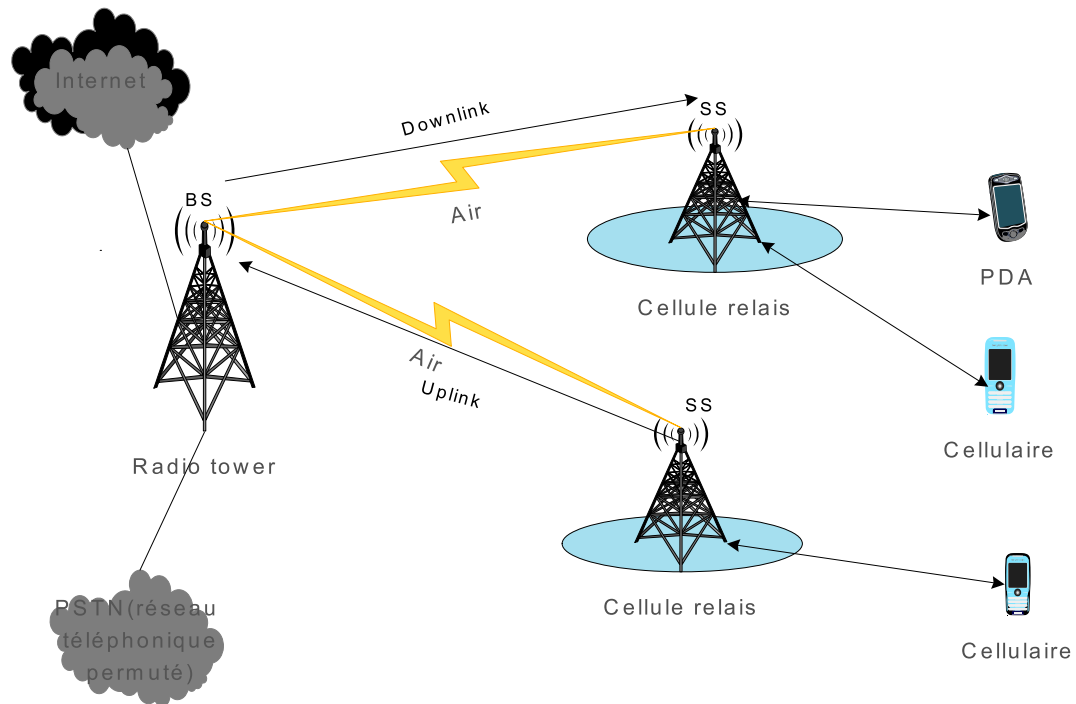 Internet
Downlink
SS
BS
Air
PDA
Cellule relais
Air
Uplink
SS
Cellulaire
Radio tower
Cellule relais
PSTN(réseau
téléphonique
permuté)
Cellulaire